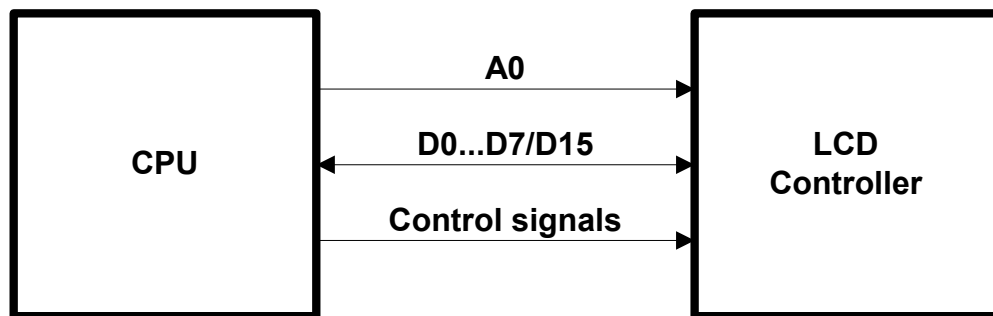 A0
CPU
D0...D7/D15
LCD
Controller
Control signals